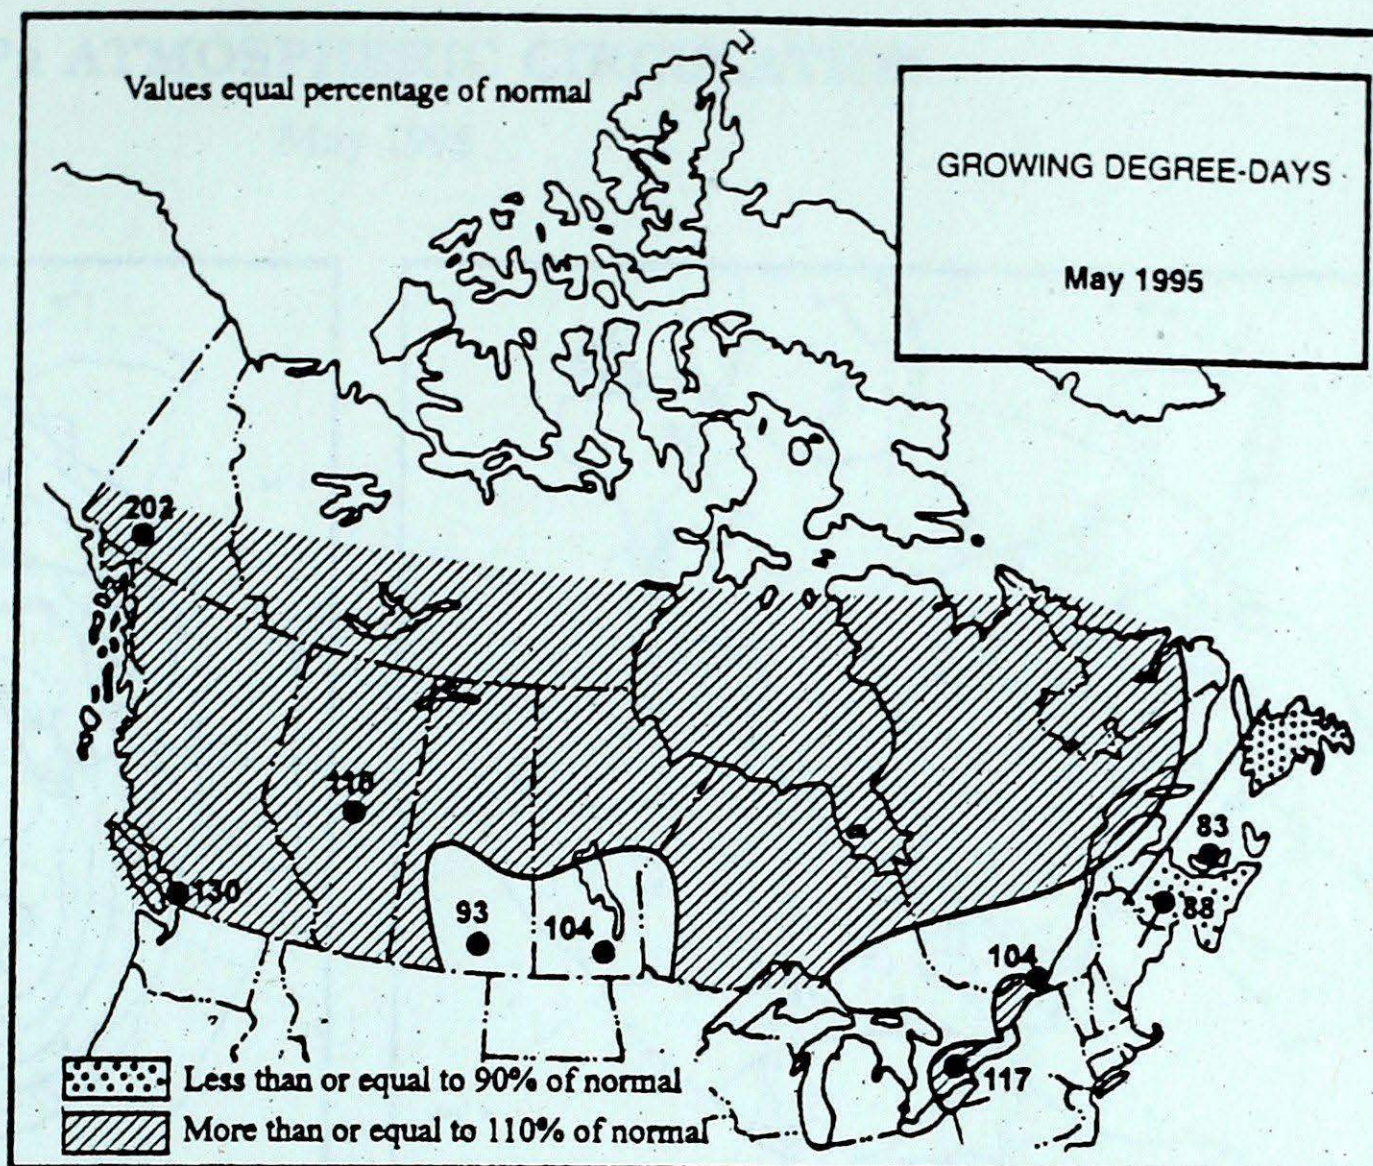 Values equal percentage of normal
GROWING DEGREE-DAYS
May 1995
202
130
93
104
83
88
104
117
Less than or equal to 90% of normal
More than or equal to 110% of normal